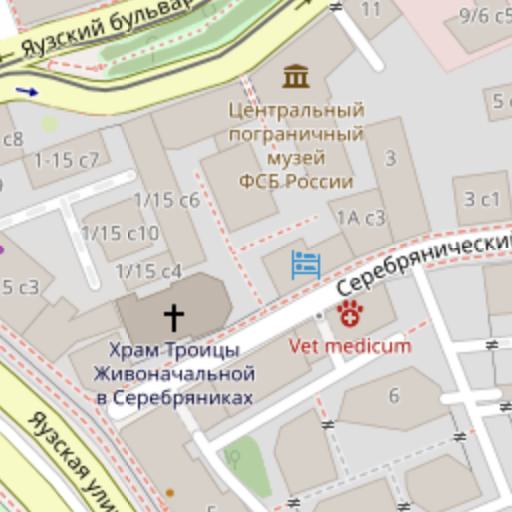 Яузский бульвар
11
9/6 с5
5 с
с8
Центральный
пограничный
музей
ФСБ России
1-15 с7
3
1/15 с6
3 с1
1А с3
1/15 с10
1/15 с4
Серебрянический
5 с3
Храм Троицы
Живоначальной
в Серебряниках
Vet medicum
6
Яузская ули